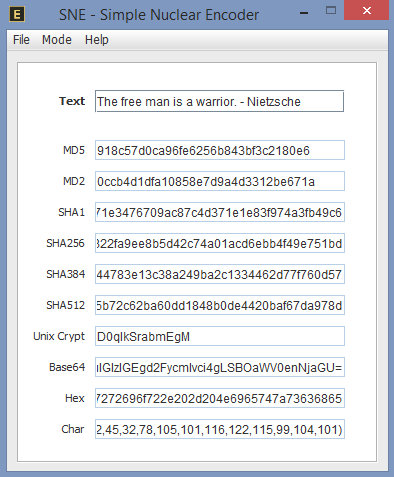 SNE - Simple Nuclear Encoder
File Mode Help
Text The free man is a warrior. - Nietzsche
MD5 918c57d0ca96fe6256b843bf3c2180e6
MD2 0ccb4d1dfa10858e7d9a4d3312be671a
SHA1 71e3476709ac87c4d371e1e83f974a3fb49c6
SHA256 322fa9ee8b5d42c74a01acd6ebb4f49e751bd
SHA384 44783e13c38a249ba2c1334462d77f760d57
SHA512 5b72c62ba60dd1848b0de4420baf67da978d
Unix Crypt D0qIkSrabmEgM
Base64 IGlzIGEgd2Fycmlvci4gLSBOaWV0enNjaGU=
Hex 7272696f722e202d204e6965747a73636865
Char 2,45,32,78,105,101,116,122,115,99,104,101)